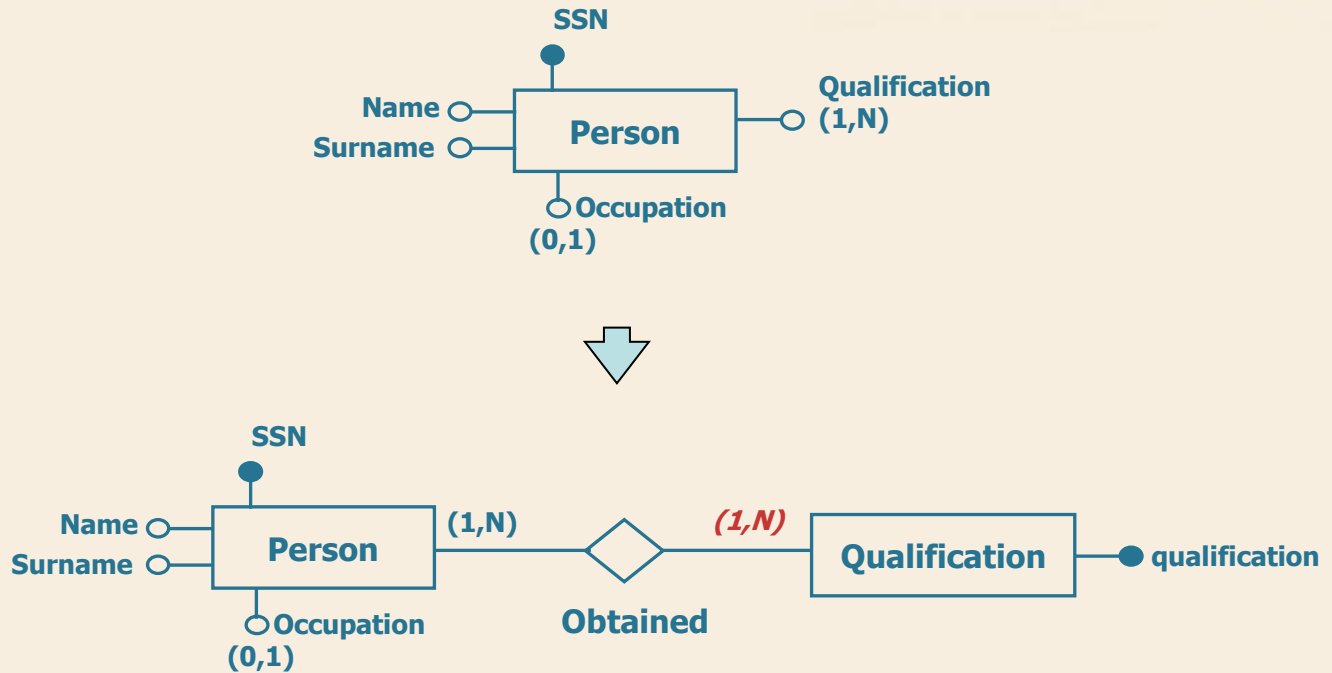 SSN
Name
Surname
Person
Qualification
(1,N)
Occupation
(0,1)
SSN
Name
Surname
Person
(1,N)
(1,N)
Qualification
qualification
Obtained
Occupation
(0,1)